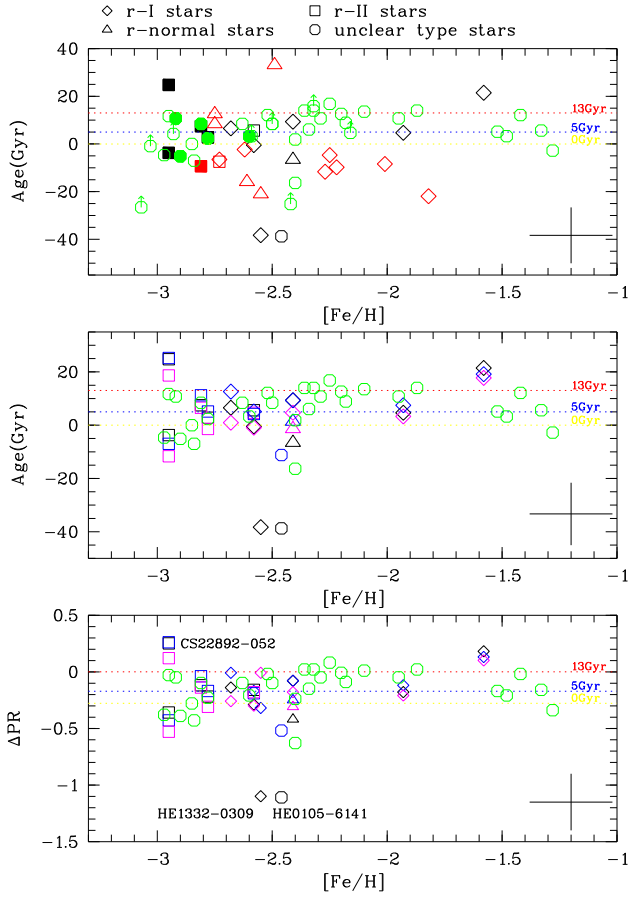 r-I stars r-II stars
r-normal stars unclear type stars
40
20
0
-20
-40
Age(Gyr)
13Gyr
5Gyr
0Gyr
-3 -2.5 -2 -1.5 -1
[Fe/H]
20
0
-20
-40
Age(Gyr)
13Gyr
5Gyr
0Gyr
-3 -2.5 -2 -1.5 -1
[Fe/H]
0.5
0
-0.5
-1
-1.5
ΔPR
CS22892-052
13Gyr
5Gyr
0Gyr
HE1332-0309 HE0105-6141
-3 -2.5 -2 -1.5 -1
[Fe/H]